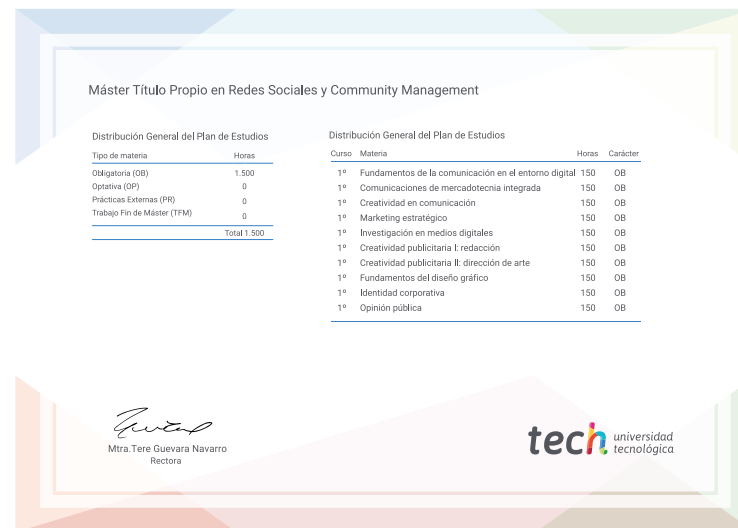 Máster Título Propio en Redes Sociales y Community Management
Distribución General del Plan de Estudios
Tipo de materia Horas
Obligatoria (OB) 1.500
Optativa (OP) 0
Prácticas Externas (PR) 0
Trabajo Fin de Máster (TFM) 0
Total 1.500
Distribución General del Plan de Estudios
Curso Materia Horas Carácter
1º Fundamentos de la comunicación en el entorno digital 150 OB
1º Comunicaciones de mercadotecnia integrada 150 OB
1º Creatividad en comunicación 150 OB
1º Marketing estratégico 150 OB
1º Investigación en medios digitales 150 OB
1º Creatividad publicitaria I: redacción 150 OB
1º Creatividad publicitaria II: dirección de arte 150 OB
1º Fundamentos del diseño gráfico 150 OB
1º Identidad corporativa 150 OB
1º Opinión pública 150 OB
Mtra.Tere Guevara Navarro
Rectora
tech universidad
tecnológica